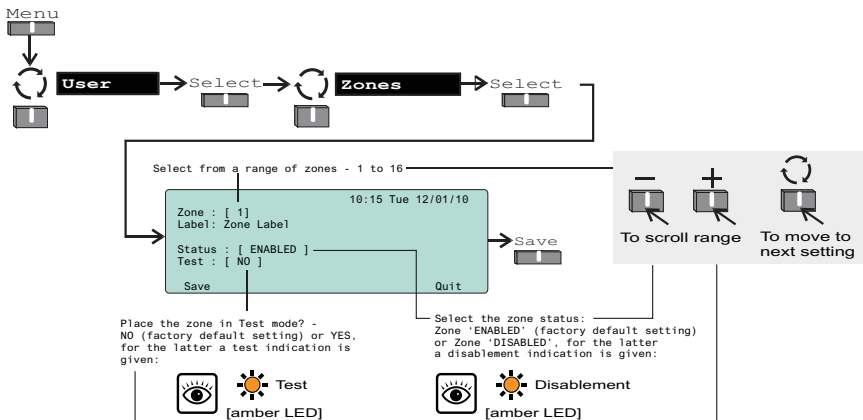 Menu
User
Select
Zones
Select
Select from a range of zones - 1 to 16
10:15 Tue 12/01/10
Zone : [ 1]
Label: Zone Label
Status : [ ENABLED ]
Test : [ NO ]
Save
Quit
Save
–
+
To scroll range
To move to
next setting
Place the zone in Test mode? -
NO (factory default setting) or YES,
for the latter a test indication is
given:
Test
[amber LED]
Select the zone status:
Zone 'ENABLED' (factory default setting)
or Zone 'DISABLED', for the latter
a disablement indication is given:
Disablement
[amber LED]